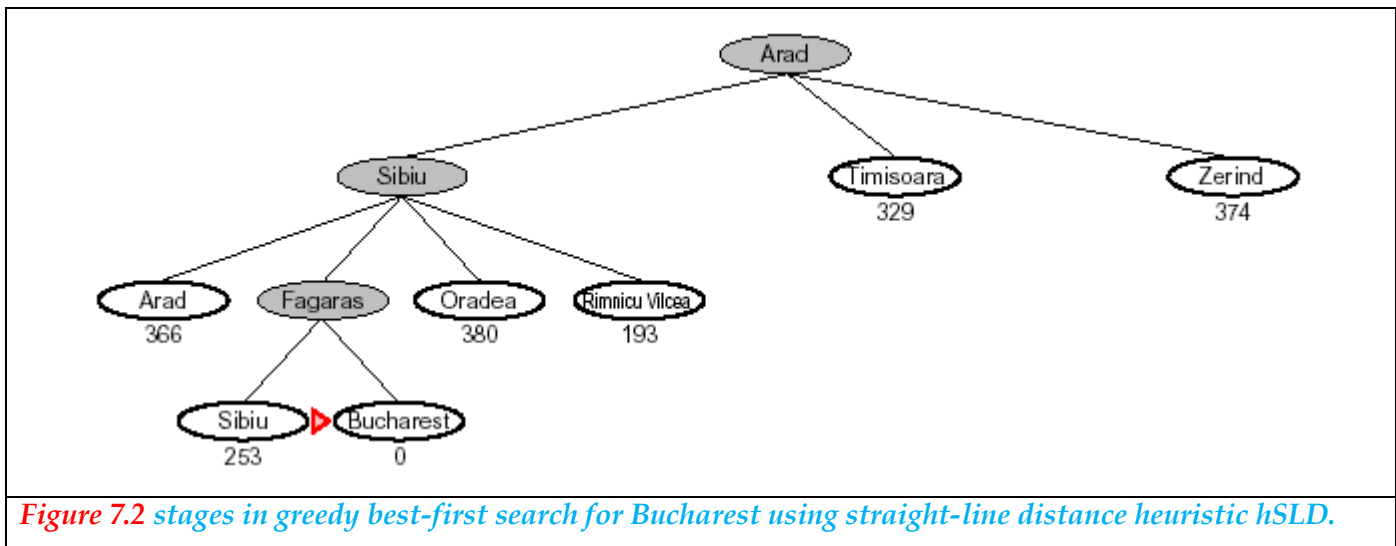 Arad
Sibiu Timisoara Zerind
329 374
Arad Fagaras Oradea Rimnicu Vilcea
366 380 193
Sibiu Bucharest
253 0
Figure 7.2 stages in greedy best-first search for Bucharest using straight-line distance heuristic hSLD.